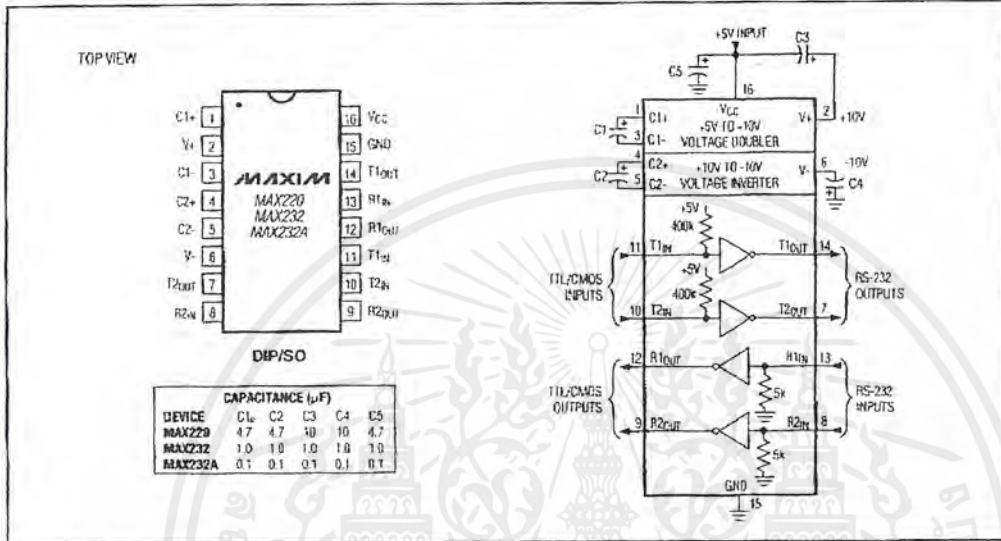 TOP VIEW
C1+ 1
V+ 2
C1- 3
C2+ 4
C2- 5
V- 6
T2OUT 7
R2IN 8
MAXIM
MAX220
MAX232
MAX232A
16 VCC
15 GND
14 T1OUT
13 R1IN
12 R1OUT
11 T1IN
10 T2IN
9 R2OUT
DIP/SO
CAPACITANCE (µF)
DEVICE C1 C2 C3 C4 C5
MAX220 4.7 4.7 10 10 4.7
MAX232 1.0 1.0 1.0 1.0 1.0
MAX232A 0.1 0.1 0.1 0.1 0.1
+5V INPUT
C3
C5
16
1 C1+
C1
3 C1-
VCC
+5V TO +10V
VOLTAGE DOUBLER
V+ 2 +10V
4 C2+
C2
5 C2-
+10V TO -10V
VOLTAGE INVERTER
V- 6 -10V
C4
+5V
400k
11 T1IN
T1OUT 14
+5V
400k
TTL/CMOS
INPUTS
RS-232
OUTPUTS
10 T2IN
T2OUT 7
12 R1OUT
R1IN 13
5k
TTL/CMOS
OUTPUTS
RS-232
INPUTS
9 R2OUT
R2IN 8
5k
GND
15